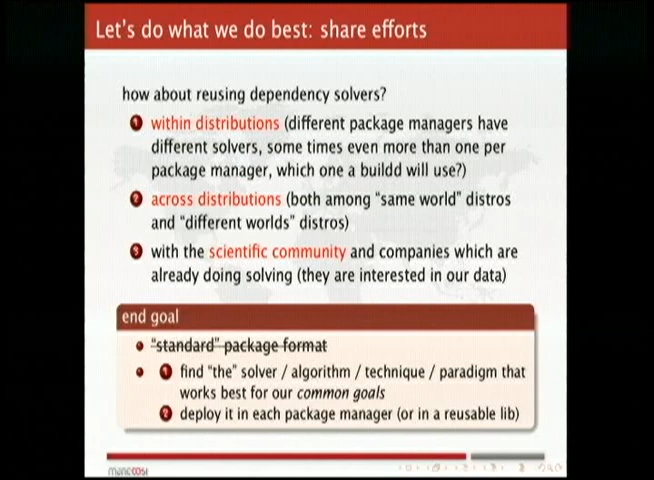 Let's do what we do best: share efforts
how about reusing dependency solvers?
1 within distributions (different package managers have
different solvers, some times even more than one per
package manager, which one a buildd will use?)
2 across distributions (both among "same world" distros
and "different worlds" distros)
3 with the scientific community and companies which are
already doing solving (they are interested in our data)
end goal
• "standard" package format
• 1 find "the" solver / algorithm / technique / paradigm that
works best for our common goals
2 deploy it in each package manager (or in a reusable lib)
mancoosi